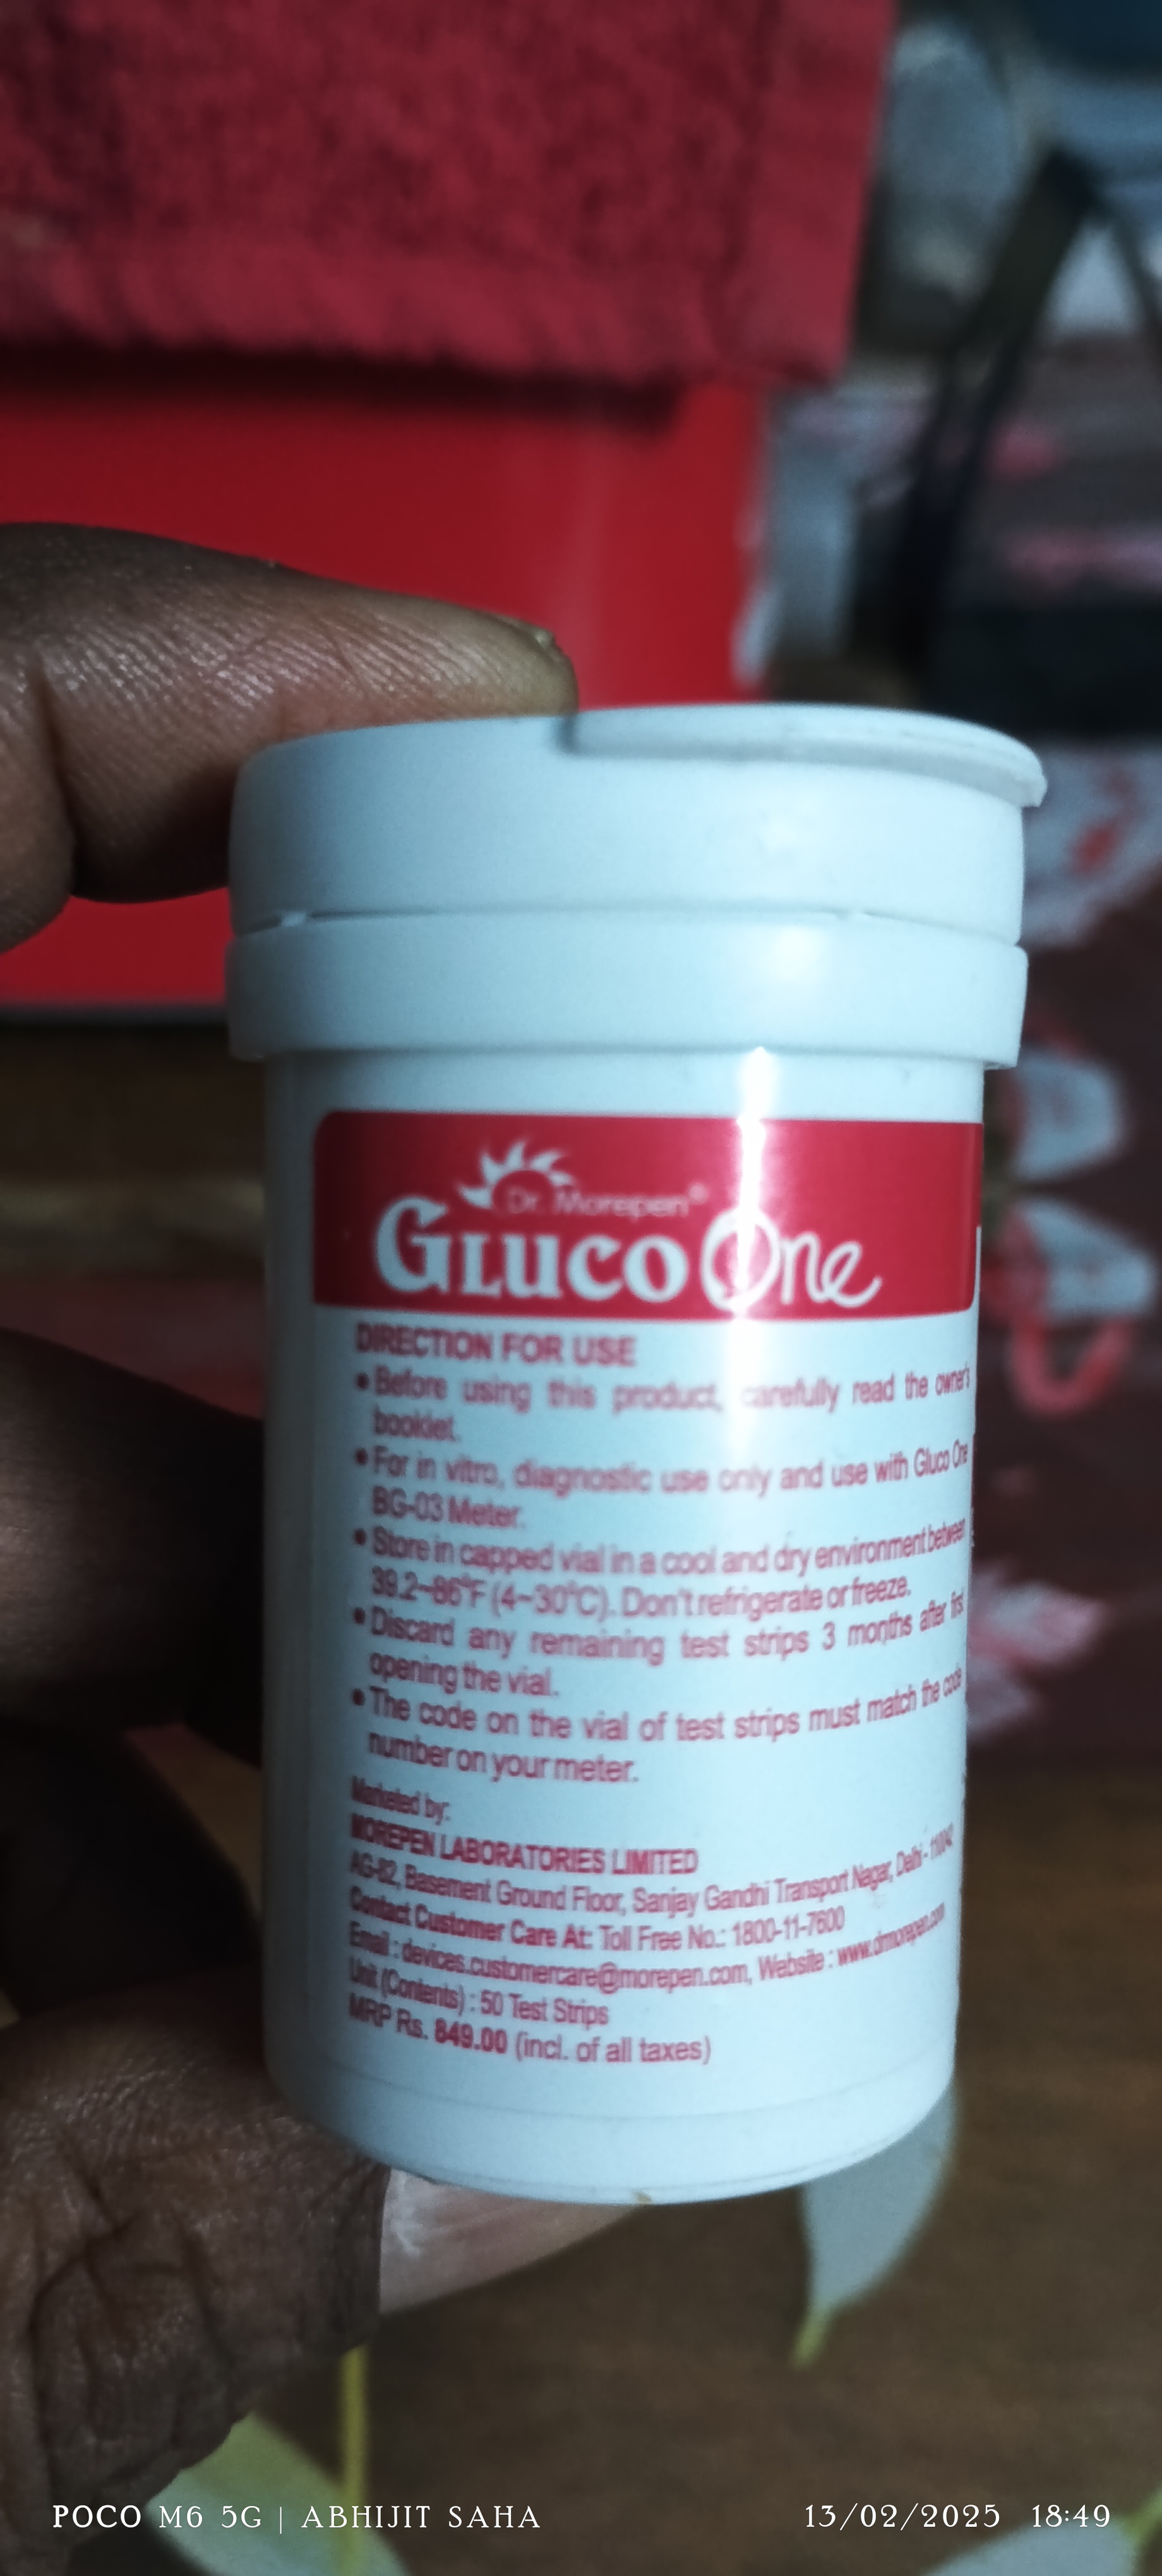 Dr. Morepen
GLUCO One
DIRECTION FOR USE
• Before using this product, carefully read the owner's
booklet.
• For in vitro, diagnostic use only and use with Gluco One
BG-03 Meter.
• Store in capped vial in a cool and dry environment between
39.2~86°F (4~30°C). Don't refrigerate or freeze.
• Discard any remaining test strips 3 months after first
opening the vial.
• The code on the vial of test strips must match the code
number on your meter.
Marketed by:
MOREPEN LABORATORIES LIMITED
AG-82, Basement Ground Floor, Sanjay Gandhi Transport Nagar, Delhi - 110042
Contact Customer Care At: Toll Free No.: 1800-11-7600
Email : devices.customercare@morepen.com, Website : www.drmorepen.com
Unit (Contents) : 50 Test Strips
MRP Rs. 849.00 (incl. of all taxes)
POCO M6 5G | ABHIJIT SAHA
13/02/2025 18:49